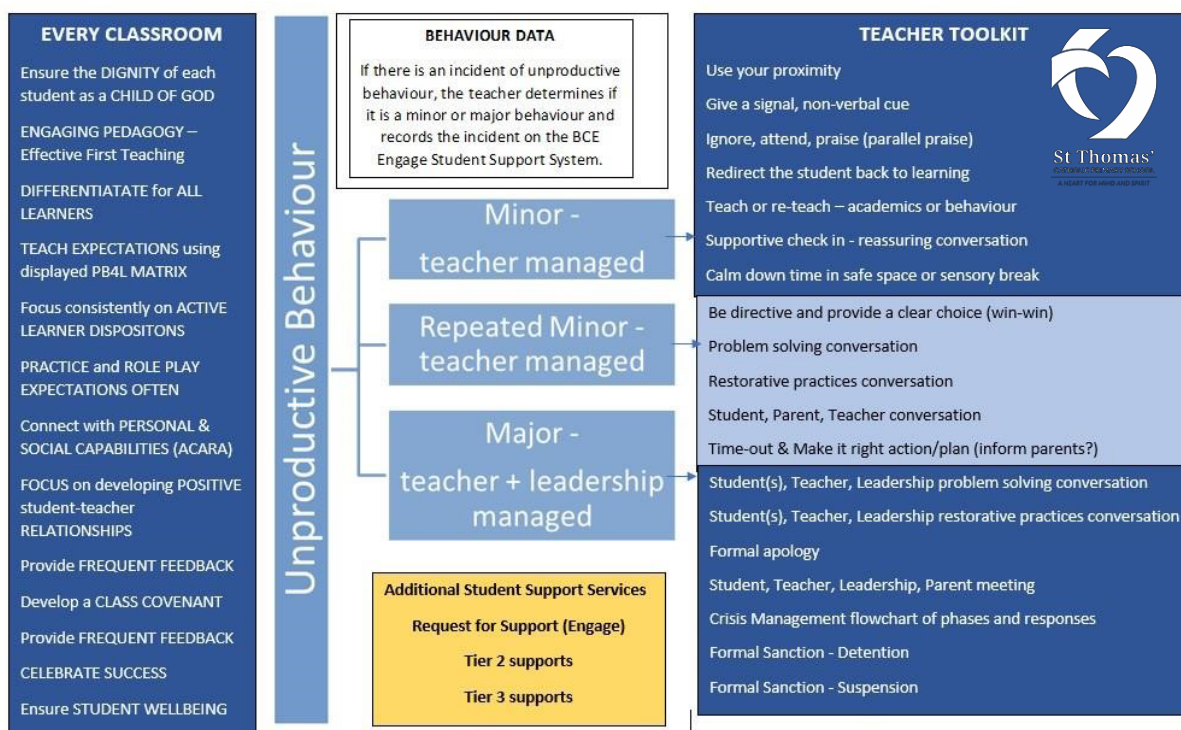 EVERY CLASSROOM
Ensure the DIGNITY of each
student as a CHILD OF GOD
ENGAGING PEDAGOGY –
Effective First Teaching
DIFFERENTIATATE for ALL
LEARNERS
TEACH EXPECTATIONS using
displayed PB4L MATRIX
Focus consistently on ACTIVE
LEARNER DISPOSITONS
PRACTICE and ROLE PLAY
EXPECTATIONS OFTEN
Connect with PERSONAL &
SOCIAL CAPABILITIES (ACARA)
FOCUS on developing POSITIVE
student-teacher
RELATIONSHIPS
Provide FREQUENT FEEDBACK
Develop a CLASS COVENANT
Provide FREQUENT FEEDBACK
CELEBRATE SUCCESS
Ensure STUDENT WELLBEING
Unproductive Behaviour
BEHAVIOUR DATA
If there is an incident of unproductive
behaviour, the teacher determines if
it is a minor or major behaviour and
records the incident on the BCE
Engage Student Support System.
Minor -
teacher managed
Repeated Minor -
teacher managed
Major -
teacher + leadership
managed
Additional Student Support Services
Request for Support (Engage)
Tier 2 supports
Tier 3 supports
TEACHER TOOLKIT
Use your proximity
Give a signal, non-verbal cue
Ignore, attend, praise (parallel praise)
Redirect the student back to learning
Teach or re-teach – academics or behaviour
Supportive check in - reassuring conversation
Calm down time in safe space or sensory break
Be directive and provide a clear choice (win-win)
Problem solving conversation
Restorative practices conversation
Student, Parent, Teacher conversation
Time-out & Make it right action/plan (inform parents?)
Student(s), Teacher, Leadership problem solving conversation
Student(s), Teacher, Leadership restorative practices conversation
Formal apology
Student, Teacher, Leadership, Parent meeting
Crisis Management flowchart of phases and responses
Formal Sanction - Detention
Formal Sanction - Suspension
St Thomas'
A HEART FOR MIND AND SPIRIT